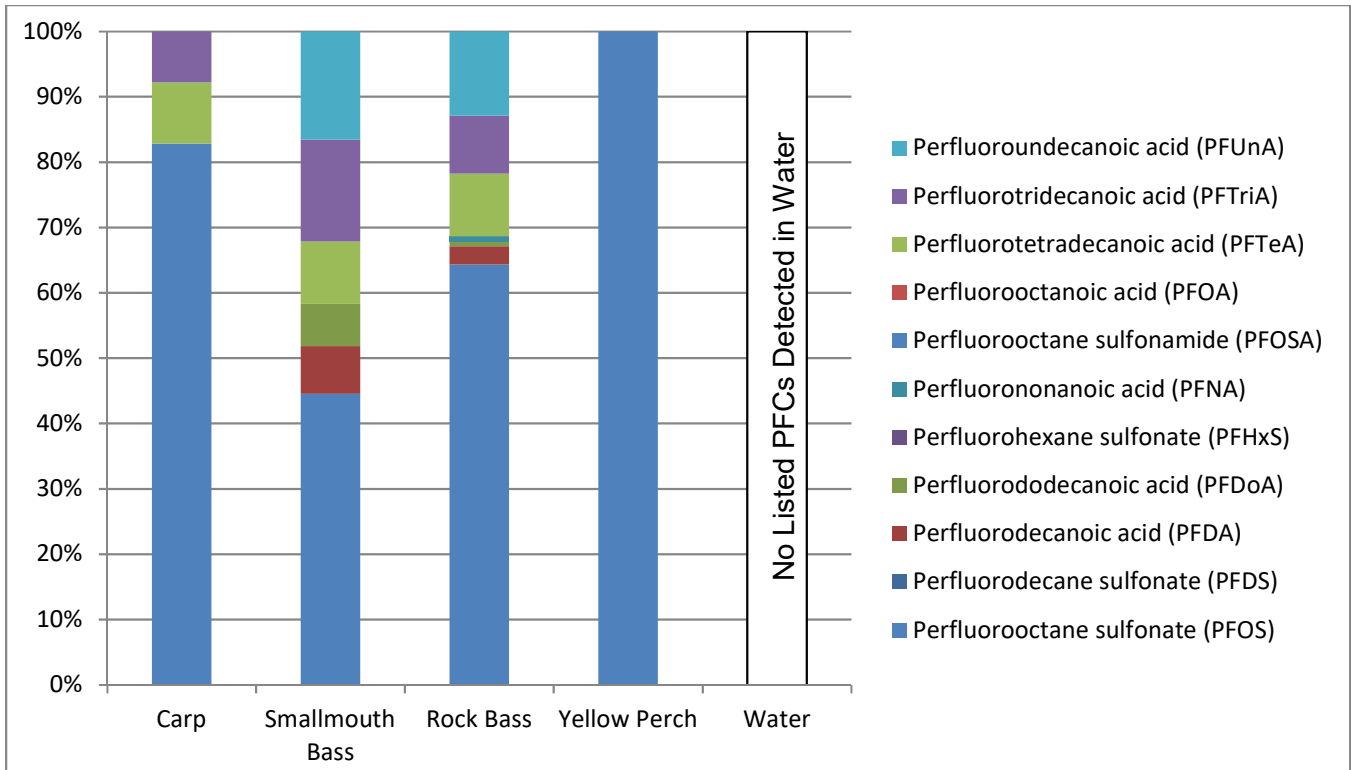 100%
90%
80%
70%
60%
50%
40%
30%
20%
10%
0%
Carp
Smallmouth
Bass
Rock Bass
Yellow Perch
Water
No Listed PFCs Detected in Water
Perfluoroundecanoic acid (PFUnA)
Perfluorotridecanoic acid (PFTriA)
Perfluorotetradecanoic acid (PFTeA)
Perfluorooctanoic acid (PFOA)
Perfluorooctane sulfonamide (PFOSA)
Perfluorononanoic acid (PFNA)
Perfluorohexane sulfonate (PFHxS)
Perfluorododecanoic acid (PFDoA)
Perfluorodecanoic acid (PFDA)
Perfluorodecane sulfonate (PFDS)
Perfluorooctane sulfonate (PFOS)